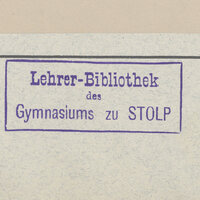 Lehrer-Bibliothek
des
Gymnasiums zu STOLP